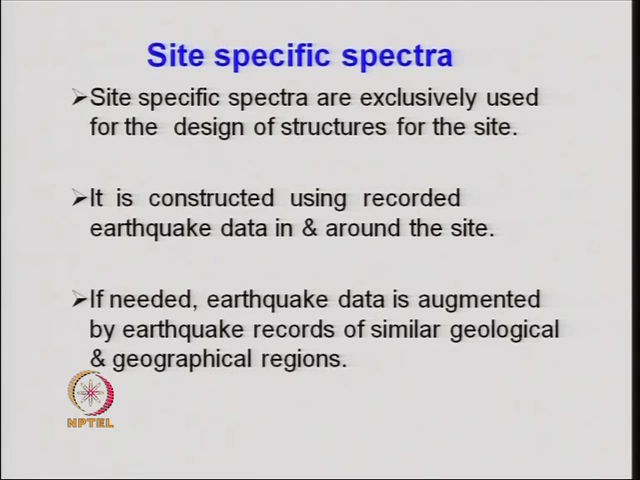 Site specific spectra
➢Site specific spectra are exclusively used
for the design of structures for the site.
➢It is constructed using recorded
earthquake data in & around the site.
➢If needed, earthquake data is augmented
by earthquake records of similar geological
& geographical regions.
NPTEL